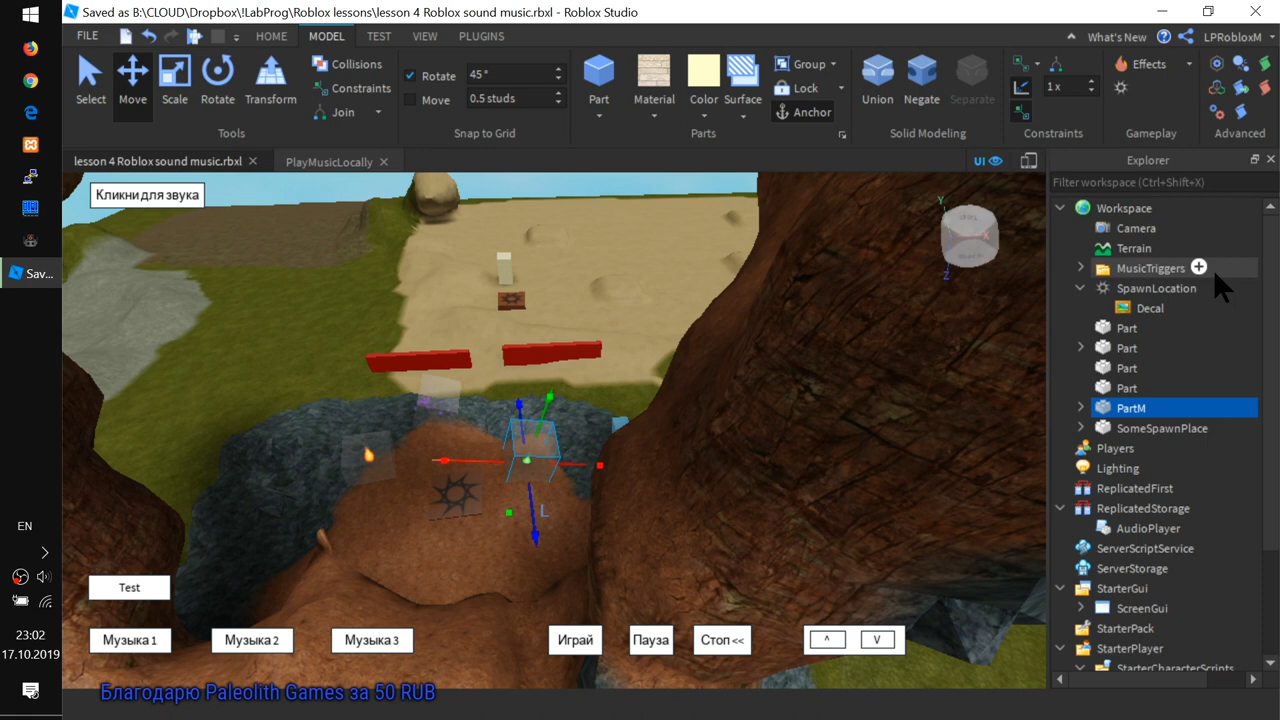 Saved as B:\CLOUD\Dropbox\!LabProg\Roblox lessons\lesson 4 Roblox sound music.rbxl - Roblox Studio
FILE HOME MODEL TEST VIEW PLUGINS What's New LPRobloxM
Select Move Scale Rotate Transform
Collisions
Constraints
Join
Rotate 45°
Move 0.5 studs
Part Material Color Surface
Group
Lock
Anchor
Union Negate Separate
1 x
Effects
Tools Snap to Grid Parts Solid Modeling Constraints Gameplay Advanced
lesson 4 Roblox sound music.rbxl PlayMusicLocally UI
Explorer
Filter workspace (Ctrl+Shift+X)
Workspace
Camera
Terrain
MusicTriggers
SpawnLocation
Decal
Part
Part
Part
Part
PartM
SomeSpawnPlace
Players
Lighting
ReplicatedFirst
ReplicatedStorage
AudioPlayer
ServerScriptService
ServerStorage
StarterGui
ScreenGui
StarterPack
StarterPlayer
StarterCharacterScripts
Кликни для звука
Y
X
Z
L
Test
Музыка 1 Музыка 2 Музыка 3 Играй Пауза Стоп << ^ V
Благодарю Paleolith Games за 50 RUB
Sav...
EN
23:02
17.10.2019